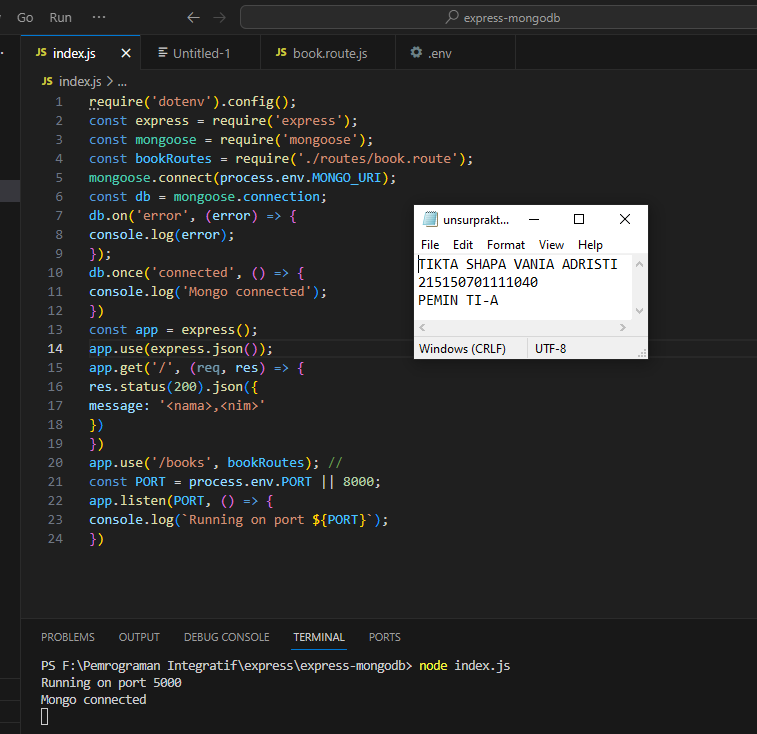 Go Run ··· ← → express-mongodb
JS index.js × Untitled-1 JS book.route.js .env
JS index.js > ...
1 require('dotenv').config();
2 const express = require('express');
3 const mongoose = require('mongoose');
4 const bookRoutes = require('./routes/book.route');
5 mongoose.connect(process.env.MONGO_URI);
6 const db = mongoose.connection;
7 db.on('error', (error) => {
8 console.log(error);
9 });
10 db.once('connected', () => {
11 console.log('Mongo connected');
12 })
13 const app = express();
14 app.use(express.json());
15 app.get('/', (req, res) => {
16 res.status(200).json({
17 message: '<nama>,<nim>'
18 })
19 })
20 app.use('/books', bookRoutes); //
21 const PORT = process.env.PORT || 8000;
22 app.listen(PORT, () => {
23 console.log(`Running on port ${PORT}`);
24 })
unsurprakt...
File Edit Format View Help
TIKTA SHAPA VANIA ADRISTI
215150701111040
PEMIN TI-A
Windows (CRLF) UTF-8
PROBLEMS OUTPUT DEBUG CONSOLE TERMINAL PORTS
PS F:\Pemrograman Integratif\express\express-mongodb> node index.js
Running on port 5000
Mongo connected